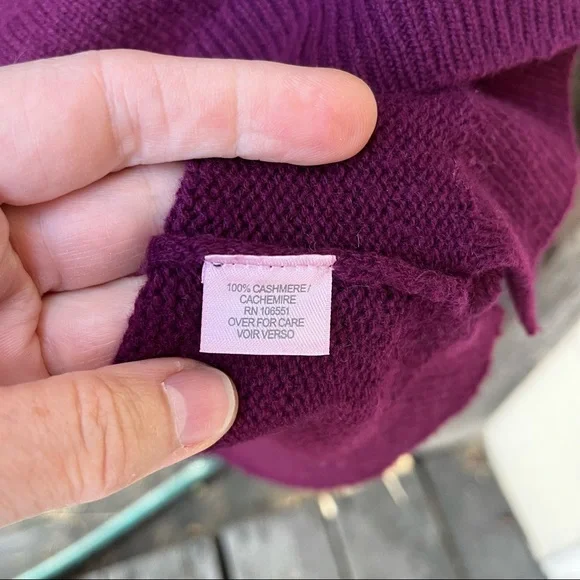 100% CASHMERE/
CACHEMIRE
RN 106551
OVER FOR CARE
VOIR VERSO